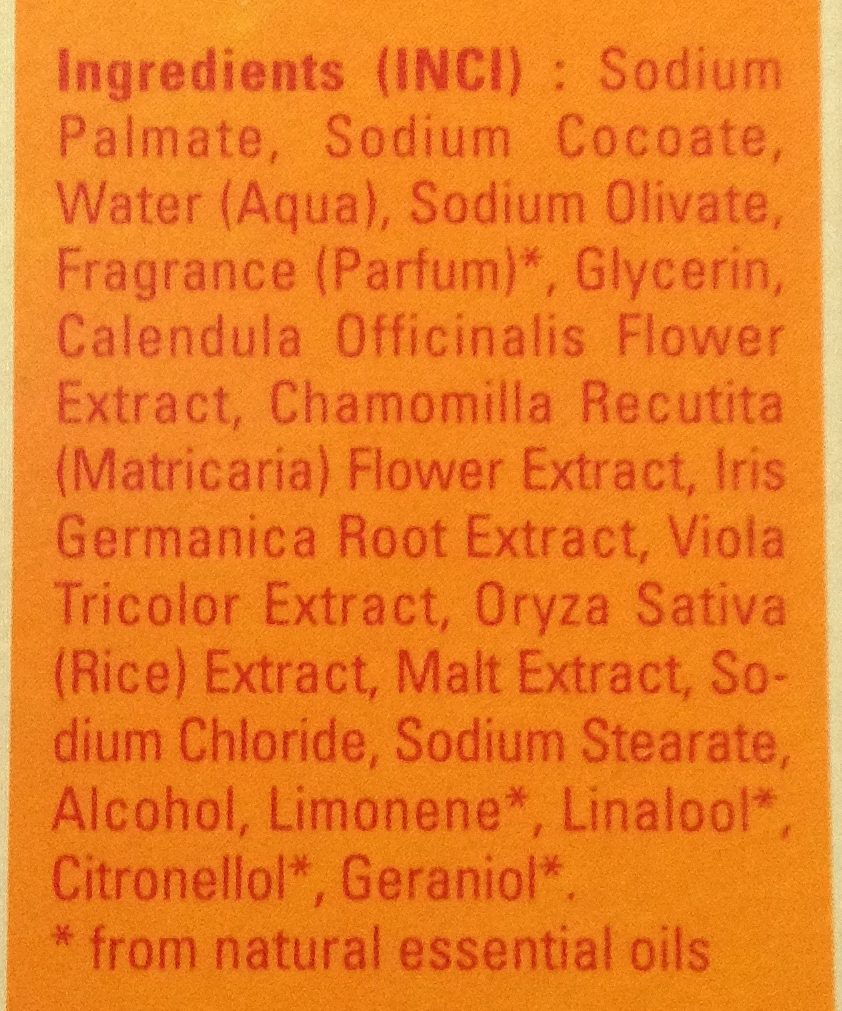 Ingredients (INCI) : Sodium
Palmate, Sodium Cocoate,
Water (Aqua), Sodium Olivate,
Fragrance (Parfum)*, Glycerin,
Calendula Officinalis Flower
Extract, Chamomilla Recutita
(Matricaria) Flower Extract, Iris
Germanica Root Extract, Viola
Tricolor Extract, Oryza Sativa
(Rice) Extract, Malt Extract, So-
dium Chloride, Sodium Stearate,
Alcohol, Limonene*, Linalool*,
Citronellol*, Geraniol*.
* from natural essential oils